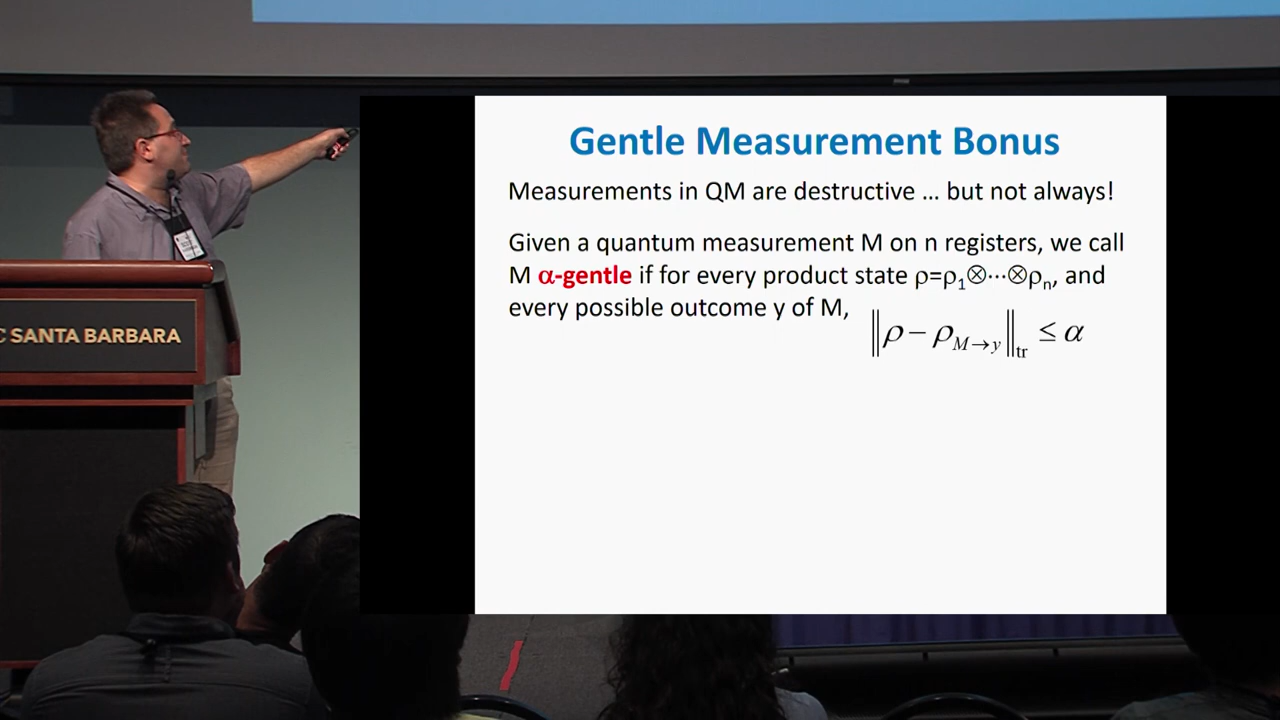 Gentle Measurement Bonus
Measurements in QM are destructive … but not always!
Given a quantum measurement M on n registers, we call
M α-gentle if for every product state ρ=ρ₁⊗···⊗ρₙ, and
every possible outcome y of M,
‖ρ − ρ_{M→y}‖_{tr} ≤ α
C SANTA BARBARA